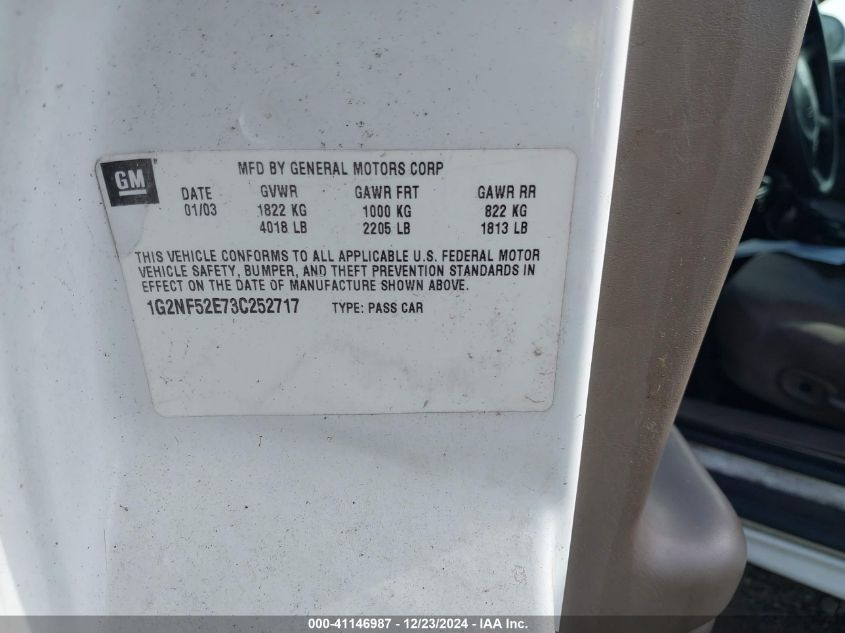 GM
MFD BY GENERAL MOTORS CORP
DATE GVWR GAWR FRT GAWR RR
01/03 1822 KG 1000 KG 822 KG
4018 LB 2205 LB 1813 LB
THIS VEHICLE CONFORMS TO ALL APPLICABLE U.S. FEDERAL MOTOR
VEHICLE SAFETY, BUMPER, AND THEFT PREVENTION STANDARDS IN
EFFECT ON THE DATE OF MANUFACTURE SHOWN ABOVE.
1G2NF52E73C252717 TYPE: PASS CAR
000-41146987 - 12/23/2024 - IAA Inc.